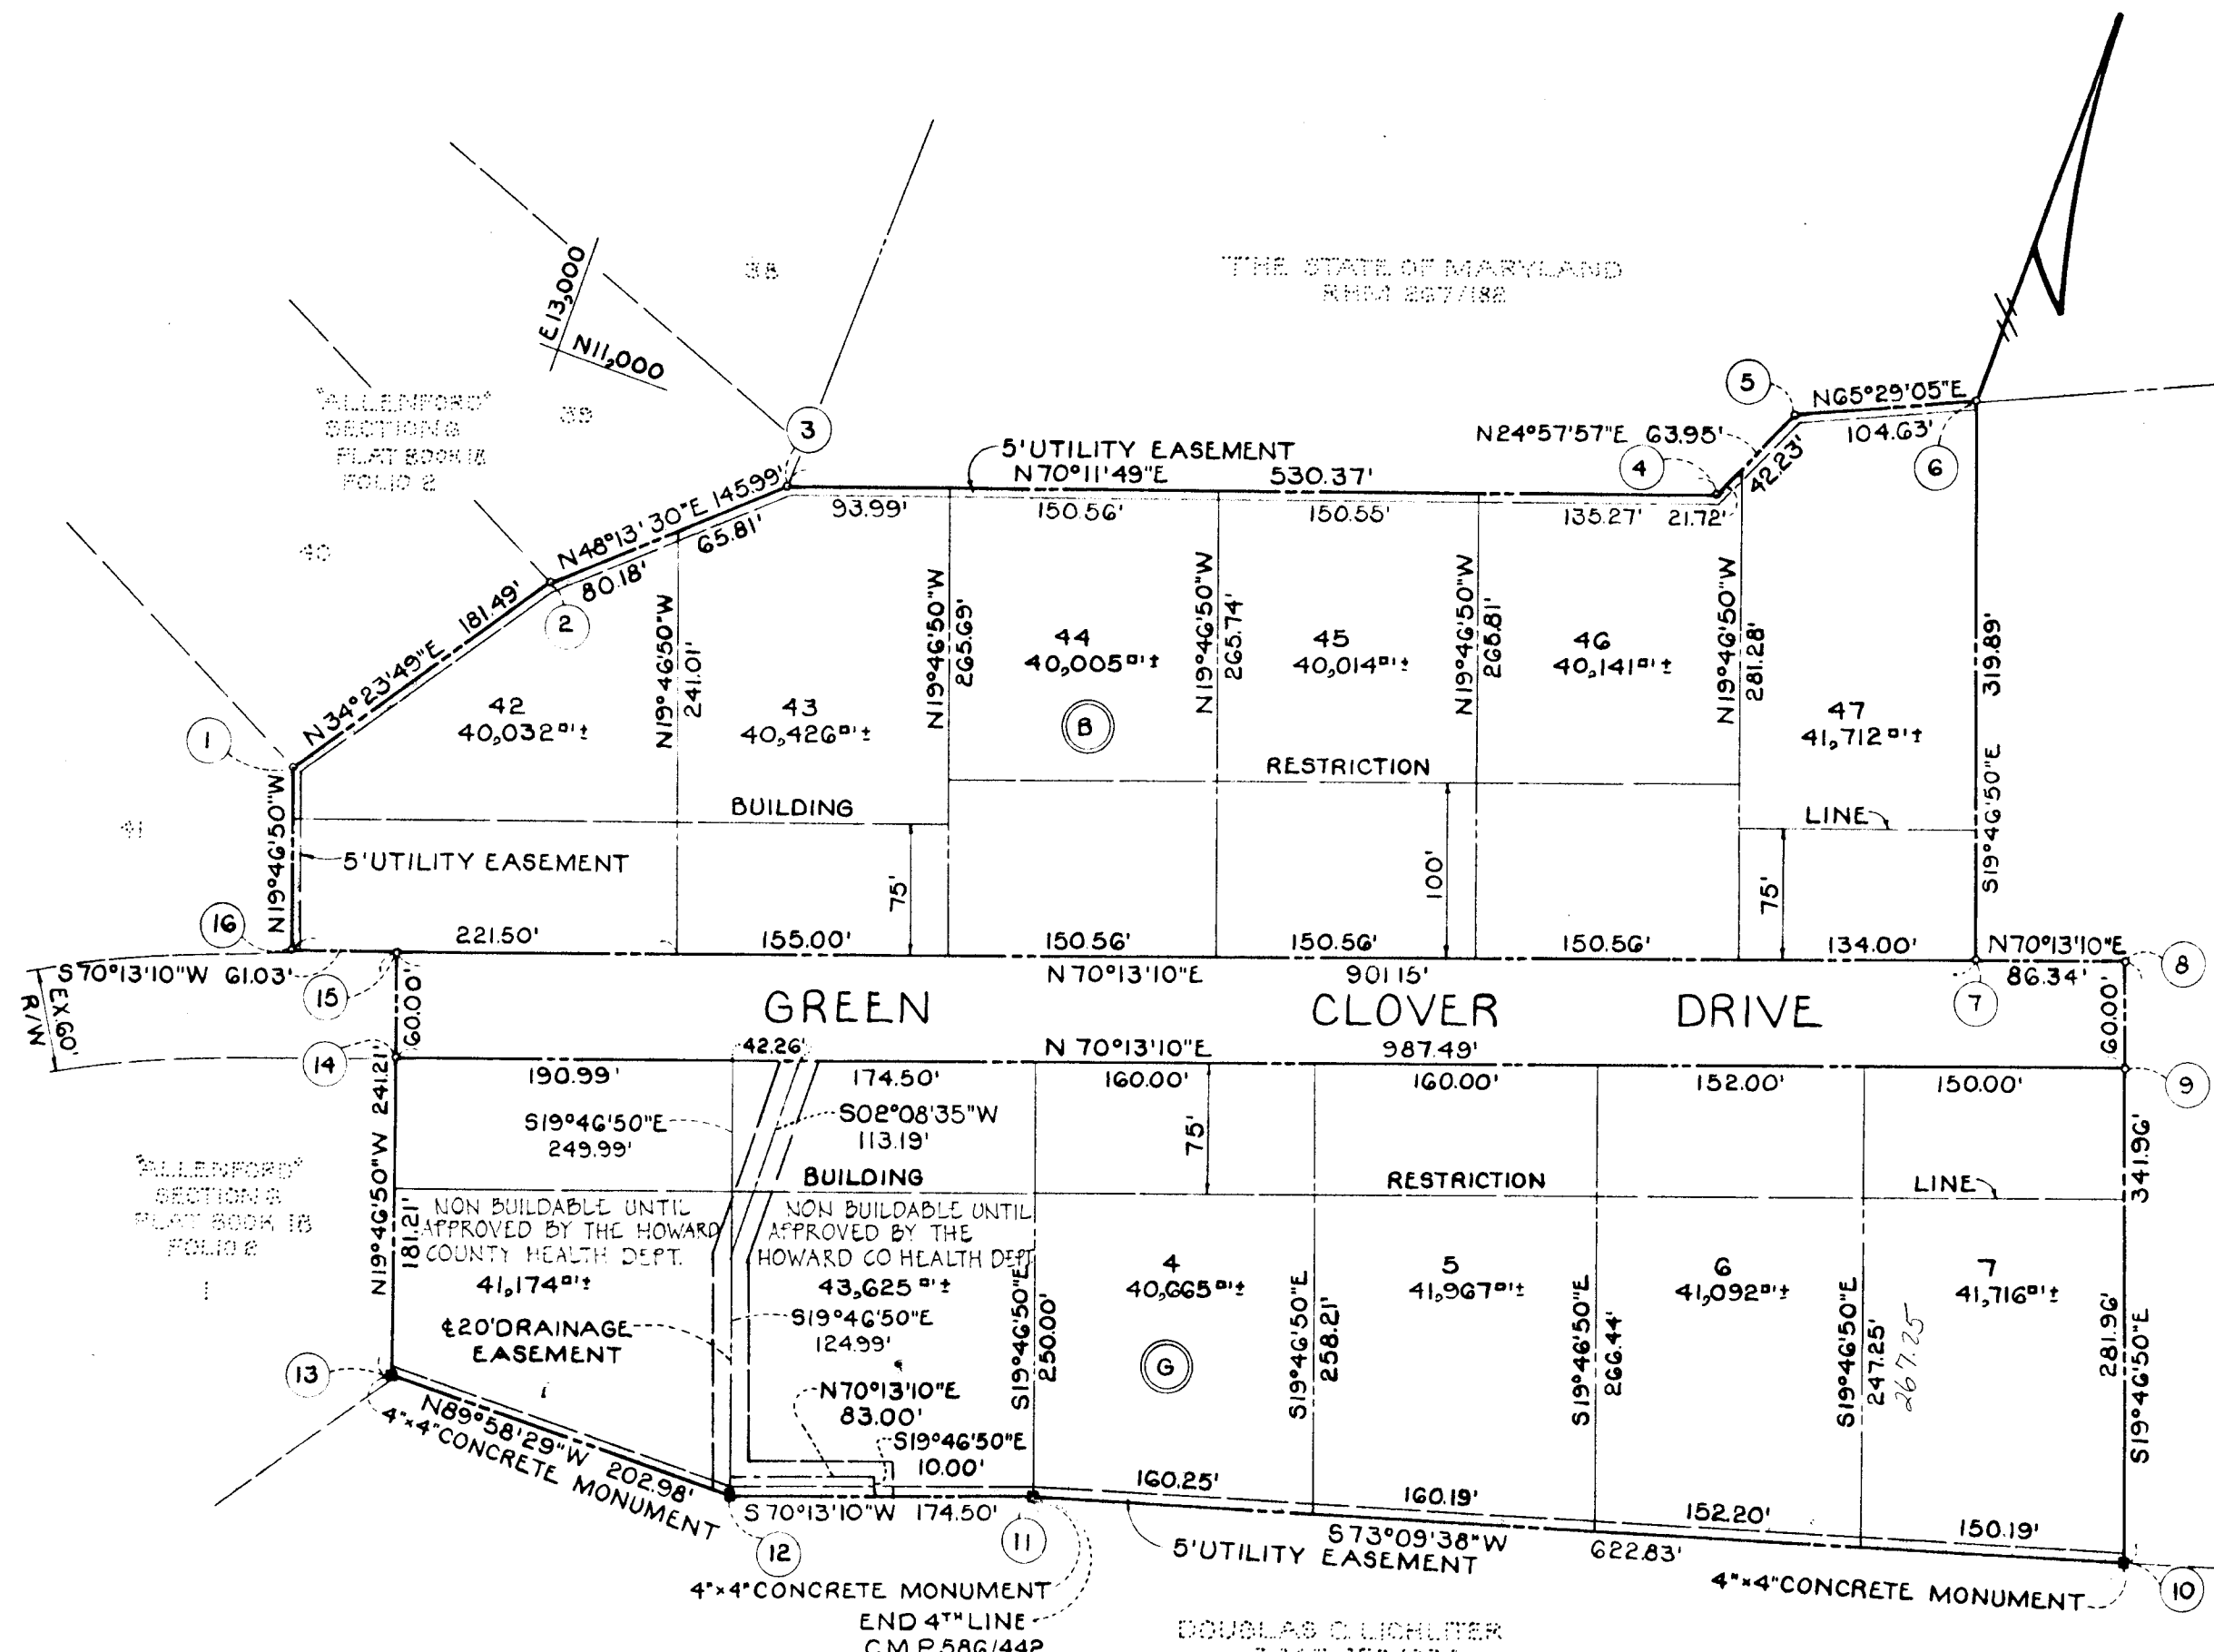 38
THE STATE OF MARYLAND
RHM 267/182
E 13,000
N11,000
"ALLENFORD"
SECTION 6
PLAT BOOK 18
FOLIO 2
39
40
41
3
5
N65°29'05"E
104.63'
6
N24°57'57"E 63.95'
42.23'
4
5' UTILITY EASEMENT
N70°11'49"E 530.37'
93.99'
150.56'
150.55'
135.27'
21.72'
N48°13'30"E 145.99'
65.81'
80.18'
2
N34°23'49"E 181.49'
1
N19°46'50"W
N19°46'50"W
241.01'
N19°46'50"W
265.69'
N19°46'50"W
265.74'
N19°46'50"W
265.81'
N19°46'50"W
281.28'
S19°46'50"E 319.89'
42
40,032□'±
43
40,426□'±
44
40,005□'±
B
45
40,014□'±
46
40,141□'±
47
41,712□'±
BUILDING
RESTRICTION
LINE
5' UTILITY EASEMENT
75'
100'
75'
16
221.50'
155.00'
150.56'
150.56'
150.56'
134.00'
N70°13'10"E
86.34'
8
7
S70°13'10"W 61.03'
15
N70°13'10"E 901.15'
EX. 60'
R/W
60.00'
GREEN CLOVER DRIVE
60.00'
14
42.26'
N 70°13'10"E 987.49'
9
190.99'
174.50'
160.00'
160.00'
152.00'
150.00'
S19°46'50"E
249.99'
S02°08'35"W
113.19'
75'
BUILDING
RESTRICTION
LINE
N19°46'50"W 241.21'
181.21'
341.96'
281.96'
S19°46'50"E
"ALLENFORD"
SECTION 6
PLAT BOOK 18
FOLIO 2
1
NON BUILDABLE UNTIL
APPROVED BY THE HOWARD
COUNTY HEALTH DEPT.
41,174□'±
NON BUILDABLE UNTIL
APPROVED BY THE
HOWARD CO HEALTH DEPT
43,625□'±
4
40,665□'±
G
5
41,967□'±
6
41,092□'±
7
41,716□'±
S19°46'50"E
250.00'
S19°46'50"E
258.21'
S19°46'50"E
266.44'
S19°46'50"E
247.25'
267.25
℄20' DRAINAGE
EASEMENT
S19°46'50"E
124.99'
N70°13'10"E
83.00'
S19°46'50"E
10.00'
13
N89°58'29"W 202.98'
4"x4" CONCRETE MONUMENT
12
S70°13'10"W 174.50'
11
160.25'
160.19'
152.20'
150.19'
S73°09'38"W
622.83'
5' UTILITY EASEMENT
4"x4" CONCRETE MONUMENT
END 4TH LINE
C.M.P. 586/442
4"x4" CONCRETE MONUMENT
10
DOUGLAS C. LICHLITER